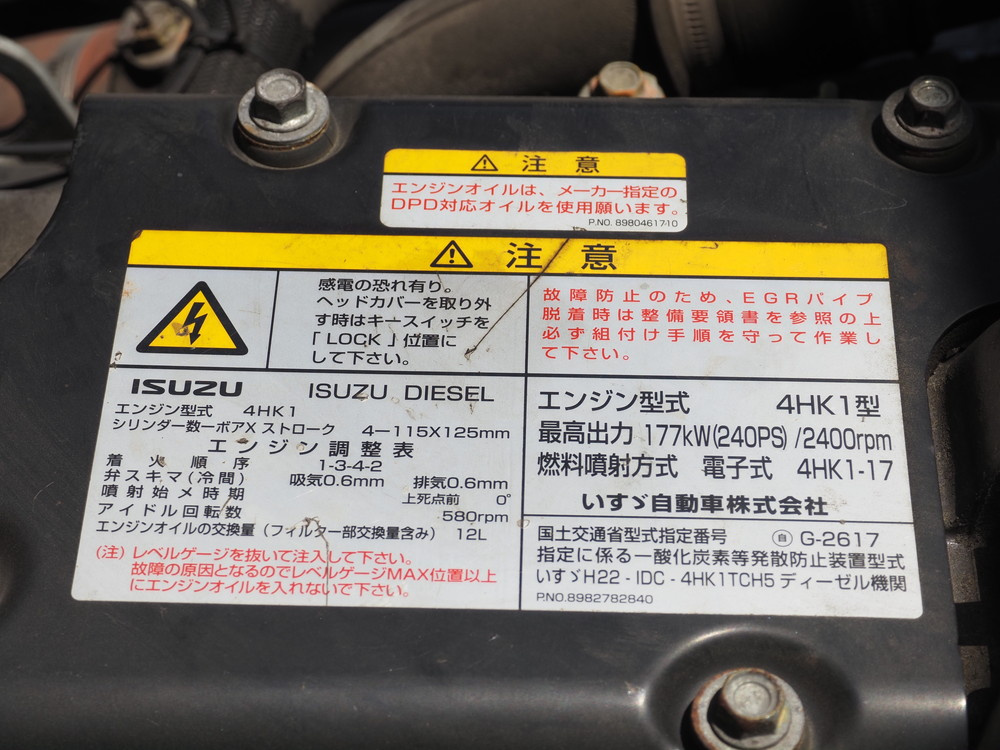 ⚠ 注意
エンジンオイルは、メーカー指定の
DPD対応オイルを使用願います。
P.NO. 8980461710
⚠ 注意
感電の恐れ有り。
ヘッドカバーを取り外
す時はキースイッチを
「LOCK」位置に
して下さい。
故障防止のため、EGRパイプ
脱着時は整備要領書を参照の上
必ず組付け手順を守って作業し
て下さい。
ISUZU ISUZU DIESEL
エンジン型式 4HK1
シリンダー数ーボアXストローク 4ー115X125mm
エンジン調整表
着火順序 1-3-4-2
弁スキマ(冷間) 吸気0.6mm 排気0.6mm
噴射始メ時期 上死点前 0°
アイドル回転数 580rpm
エンジンオイルの交換量(フィルター部交換量含み) 12L
(注)レベルゲージを抜いて注入して下さい。
故障の原因となるのでレベルゲージMAX位置以上
にエンジンオイルを入れないで下さい。
エンジン型式 4HK1型
最高出力 177kW(240PS)/2400rpm
燃料噴射方式 電子式 4HK1-17
いすゞ自動車株式会社
国土交通省型式指定番号 ㊀自 G-2617
指定に係る一酸化炭素等発散防止装置型式
いすゞH22-IDC-4HK1TCH5 ディーゼル機関
P.NO.8982782840